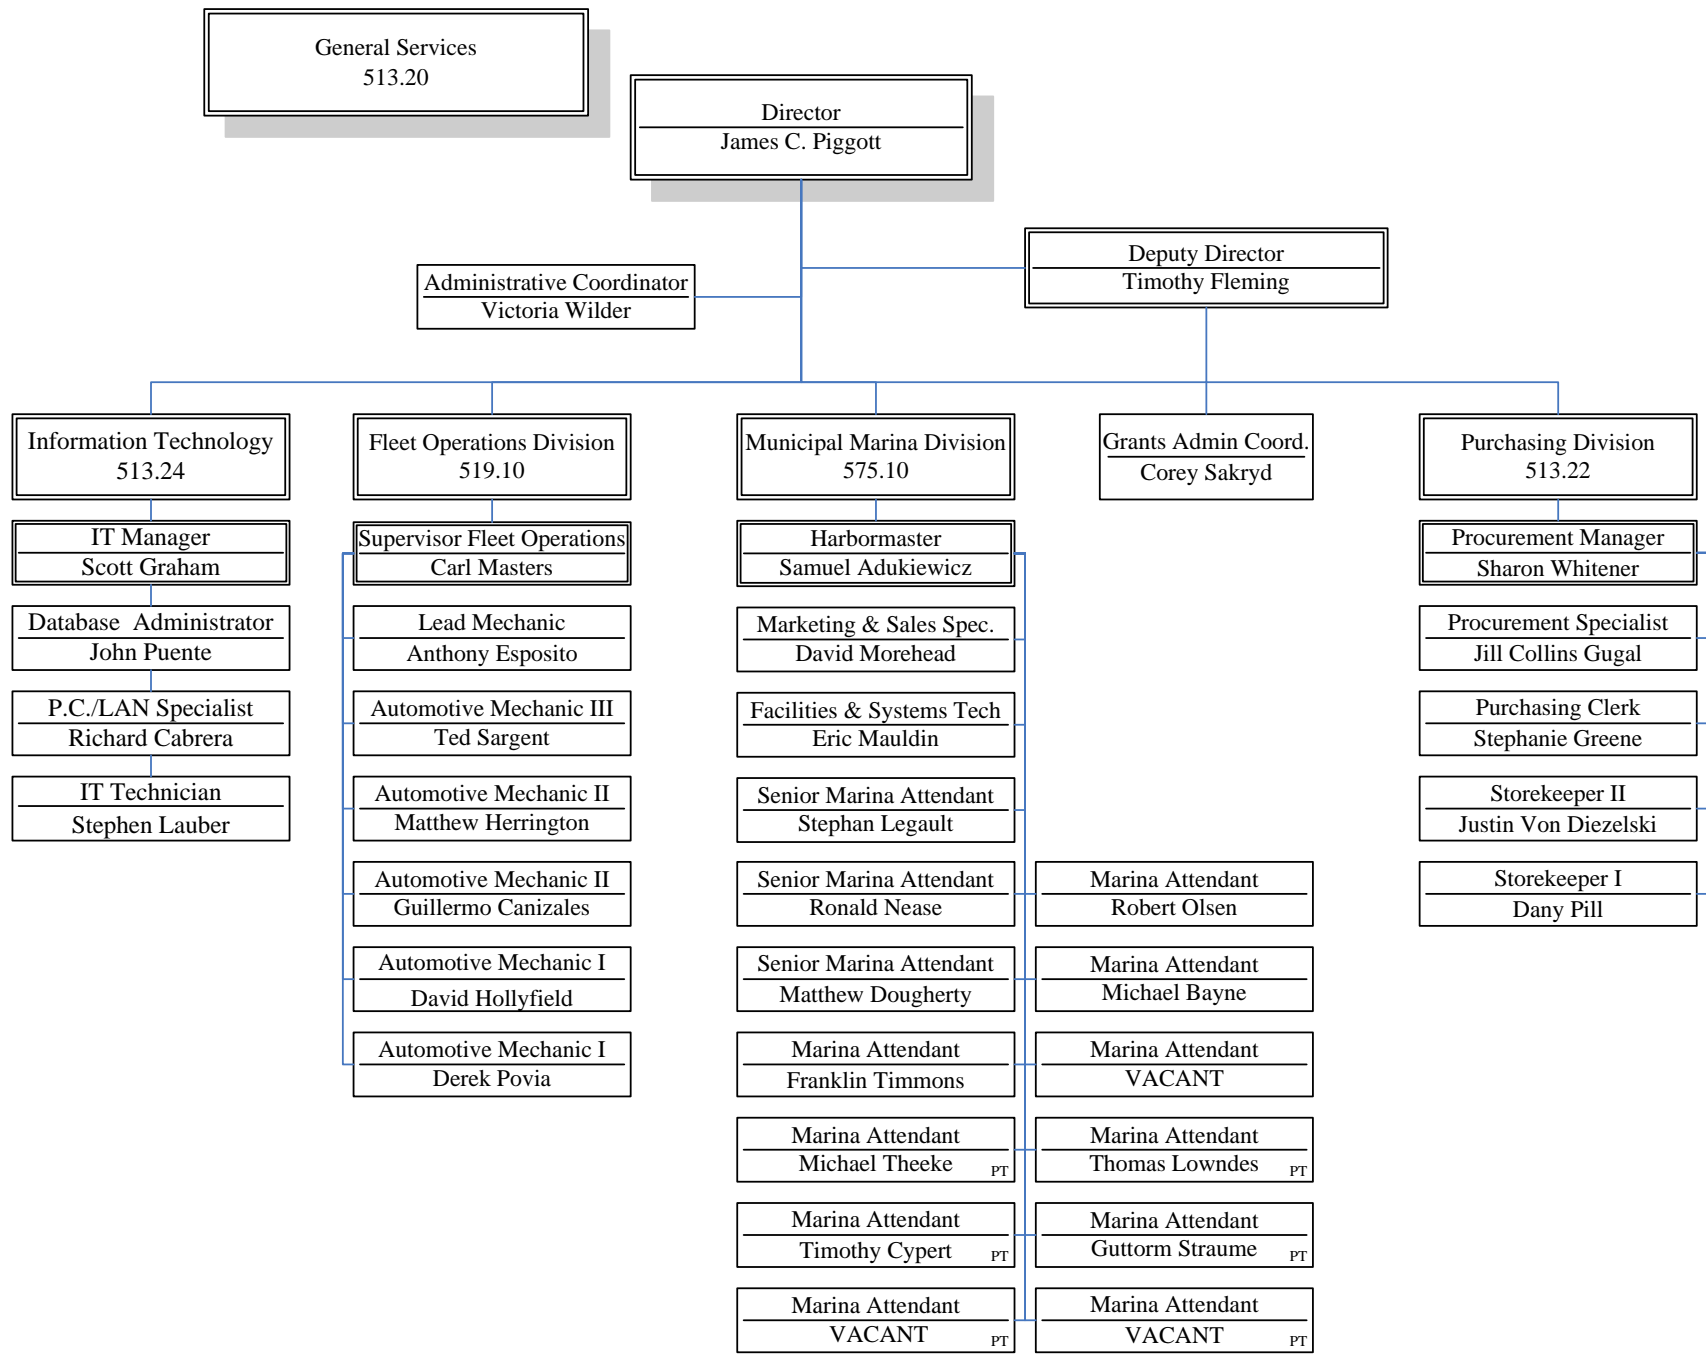 General Services
513.20
Director
James C. Piggott
Deputy Director
Timothy Fleming
Administrative Coordinator
Victoria Wilder
Information Technology
513.24
IT Manager
Scott Graham
Database  Administrator
John Puente
P.C./LAN Specialist
Richard Cabrera
IT Technician
Stephen Lauber
Fleet Operations Division
519.10
Supervisor Fleet Operations
Carl Masters
Lead Mechanic
Anthony Esposito
Automotive Mechanic III
Ted Sargent
Automotive Mechanic II
Matthew Herrington
Automotive Mechanic II
Guillermo Canizales
Automotive Mechanic I
David Hollyfield
Automotive Mechanic I
Derek Povia
Municipal Marina Division
575.10
Harbormaster
Samuel Adukiewicz
Marketing & Sales Spec.
David Morehead
Facilities & Systems Tech
Eric Mauldin
Senior Marina Attendant
Stephan Legault
Senior Marina Attendant
Ronald Nease
Senior Marina Attendant
Matthew Dougherty
Marina Attendant
Franklin Timmons
Marina Attendant
Michael Theeke PT
Marina Attendant
Timothy Cypert PT
Marina Attendant
VACANT PT
Marina Attendant
Robert Olsen
Marina Attendant
Michael Bayne
Marina Attendant
VACANT
Marina Attendant
Thomas Lowndes PT
Marina Attendant
Guttorm Straume PT
Marina Attendant
VACANT PT
Grants Admin Coord.
Corey Sakryd
Purchasing Division
513.22
Procurement Manager
Sharon Whitener
Procurement Specialist
Jill Collins Gugal
Purchasing Clerk
Stephanie Greene
Storekeeper II
Justin Von Diezelski
Storekeeper I
Dany Pill